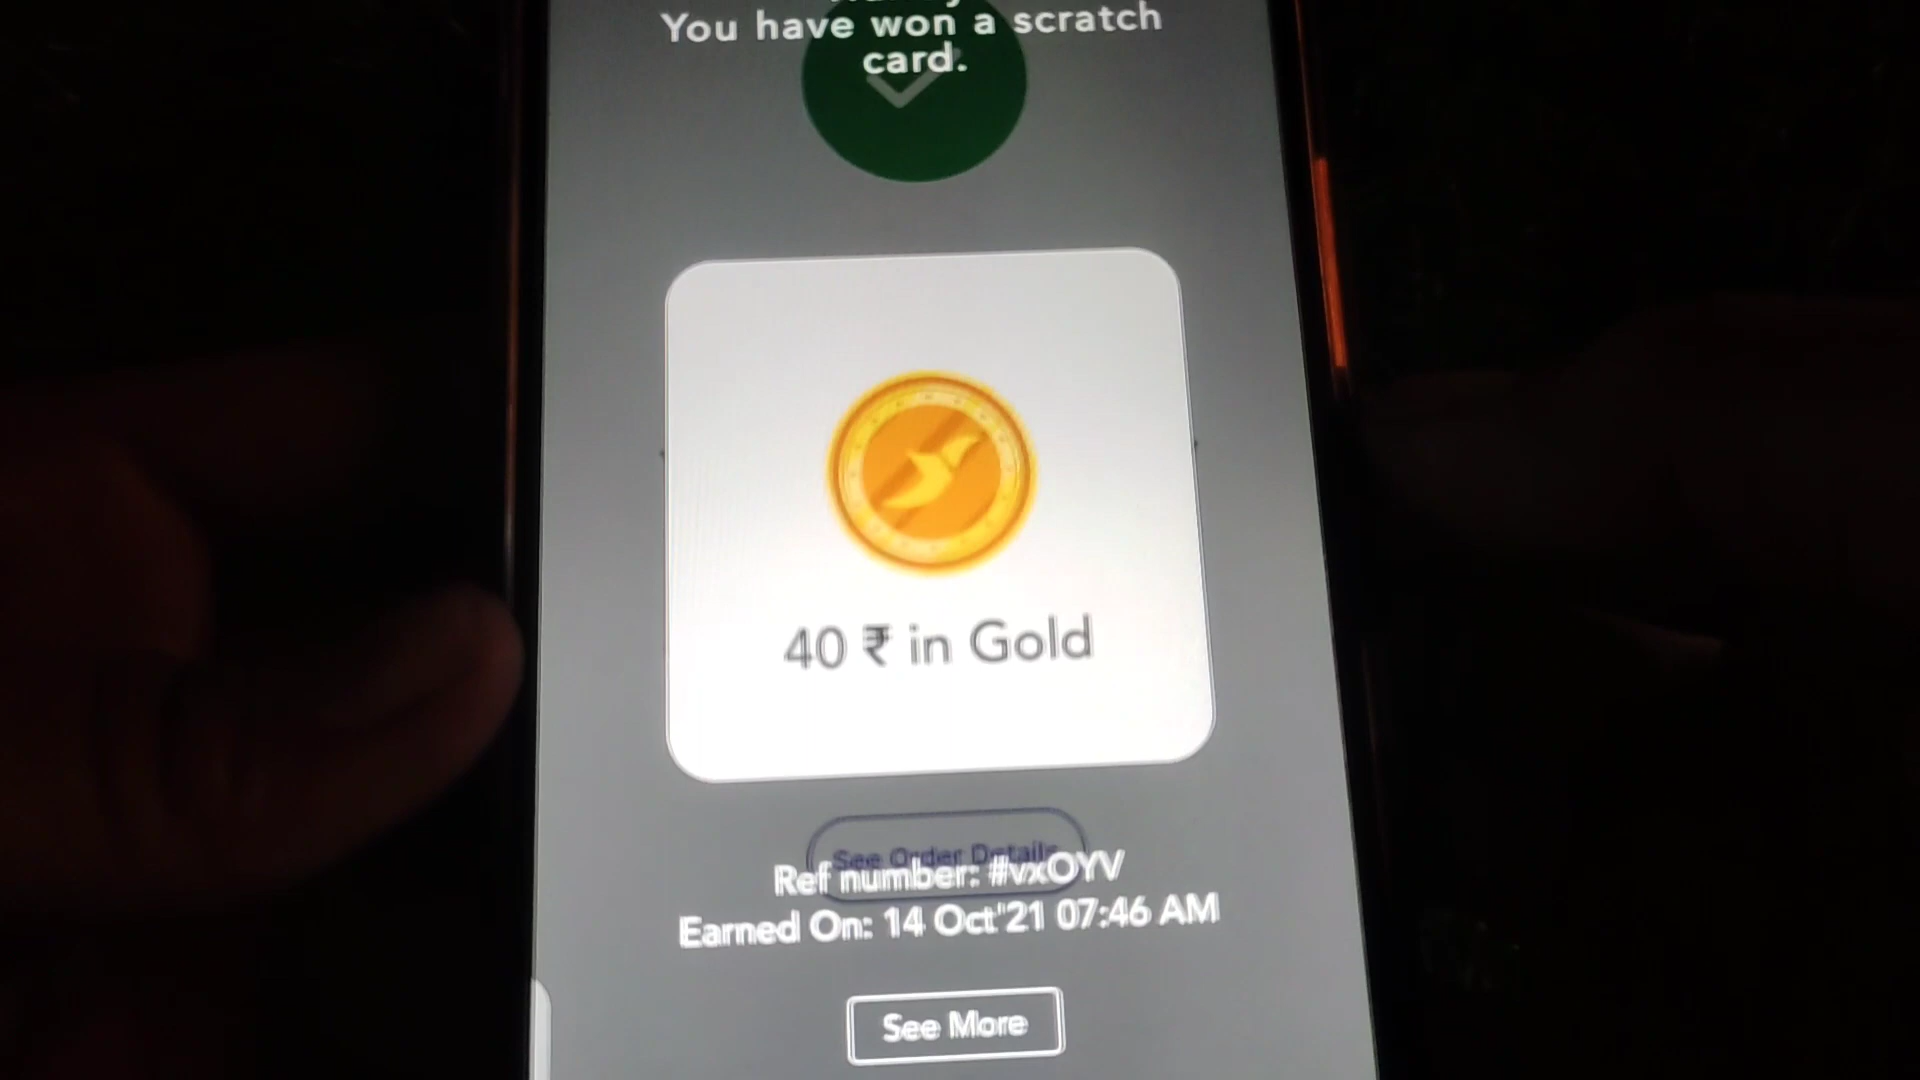 You have won a scratch
card.
40 ₹ in Gold
See Order Details
Ref number: #vxOYV
Earned On: 14 Oct'21 07:46 AM
See More